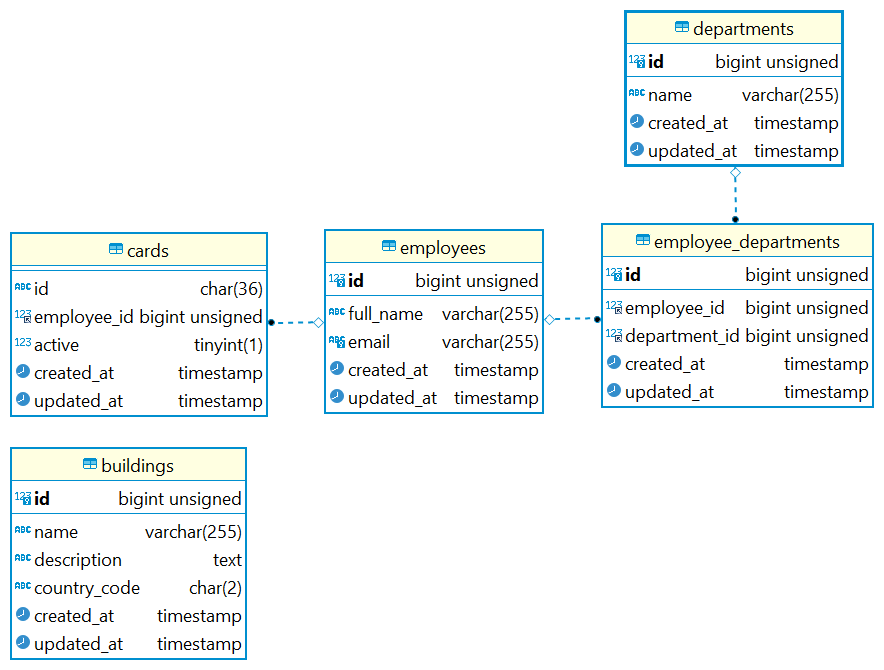 departments
id bigint unsigned
name varchar(255)
created_at timestamp
updated_at timestamp
cards
id char(36)
employee_id bigint unsigned
active tinyint(1)
created_at timestamp
updated_at timestamp
employees
id bigint unsigned
full_name varchar(255)
email varchar(255)
created_at timestamp
updated_at timestamp
employee_departments
id bigint unsigned
employee_id bigint unsigned
department_id bigint unsigned
created_at timestamp
updated_at timestamp
buildings
id bigint unsigned
name varchar(255)
description text
country_code char(2)
created_at timestamp
updated_at timestamp